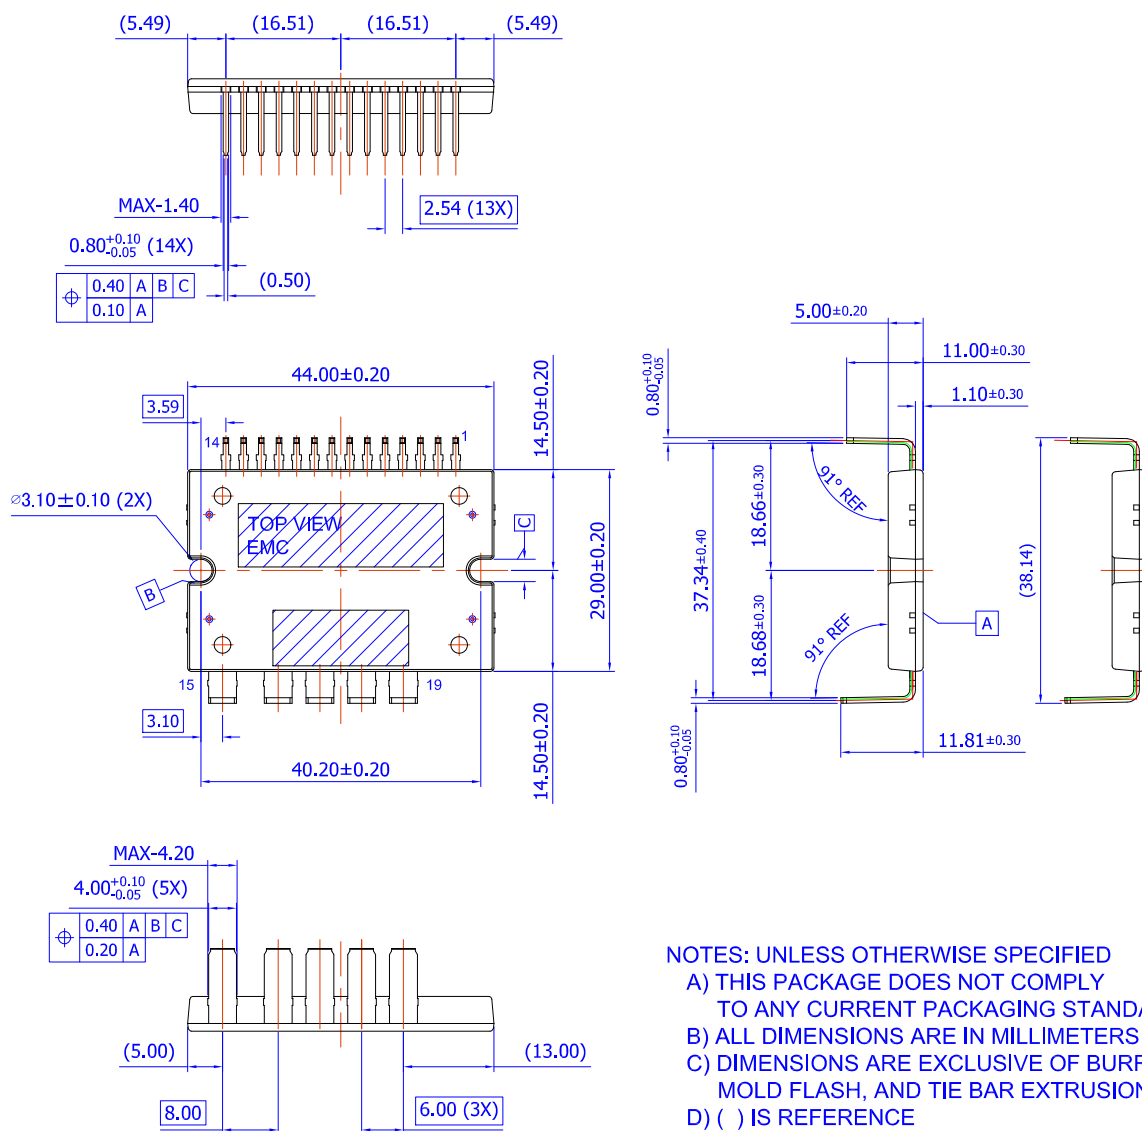 (5.49) (16.51) (16.51) (5.49)
MAX-1.40
2.54 (13X)
0.80+0.10-0.05 (14X)
(0.50)
0.40 A B C
0.10 A
5.00±0.20
11.00±0.30
1.10±0.30
0.80+0.10-0.05
44.00±0.20
14.50±0.20
3.59
14
1
⌀3.10±0.10 (2X)
TOP VIEW
EMC
C
B
29.00±0.20
91° REF
18.66±0.30
37.34±0.40
18.68±0.30
91° REF
A
(38.14)
15
19
3.10
40.20±0.20
14.50±0.20
0.80+0.10-0.05
11.81±0.30
MAX-4.20
4.00+0.10-0.05 (5X)
0.40 A B C
0.20 A
(5.00)
(13.00)
8.00
6.00 (3X)
NOTES: UNLESS OTHERWISE SPECIFIED
A) THIS PACKAGE DOES NOT COMPLY
TO ANY CURRENT PACKAGING STANDA
B) ALL DIMENSIONS ARE IN MILLIMETERS
C) DIMENSIONS ARE EXCLUSIVE OF BURR
MOLD FLASH, AND TIE BAR EXTRUSION
D) ( ) IS REFERENCE